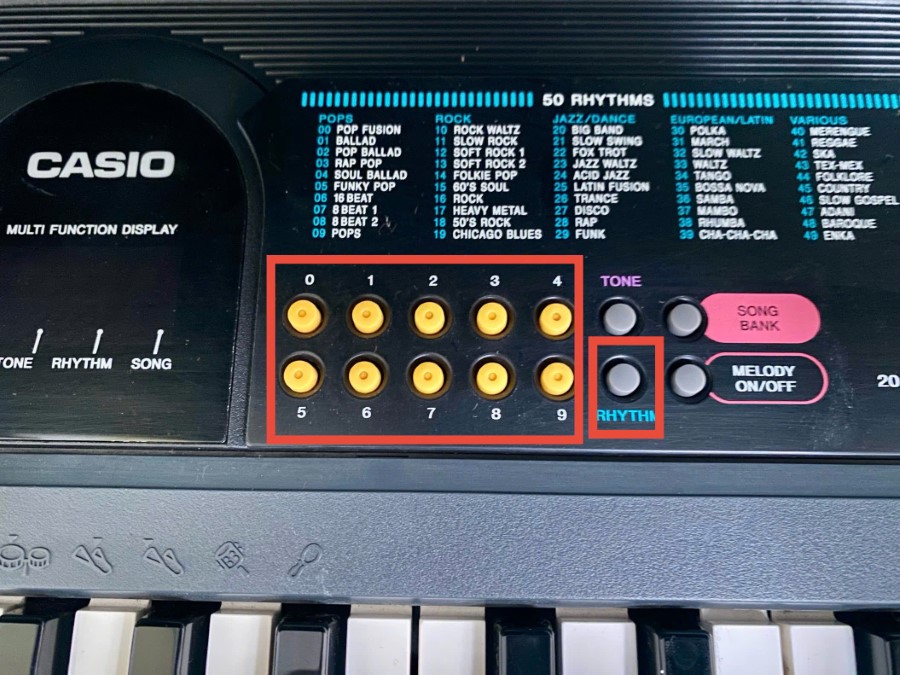 50 RHYTHMS
POPS
00 POP FUSION
01 BALLAD
02 POP BALLAD
03 RAP POP
04 SOUL BALLAD
05 FUNKY POP
06 16 BEAT
07 8 BEAT 1
08 8 BEAT 2
09 POPS
ROCK
10 ROCK WALTZ
11 SLOW ROCK
12 SOFT ROCK 1
13 SOFT ROCK 2
14 FOLKIE POP
15 60'S SOUL
16 ROCK
17 HEAVY METAL
18 50'S ROCK
19 CHICAGO BLUES
JAZZ/DANCE
20 BIG BAND
21 SLOW SWING
22 FOX TROT
23 JAZZ WALTZ
24 ACID JAZZ
25 LATIN FUSION
26 TRANCE
27 DISCO
28 RAP
29 FUNK
EUROPEAN/LATIN
30 POLKA
31 MARCH
32 SLOW WALTZ
33 WALTZ
34 TANGO
35 BOSSA NOVA
36 SAMBA
37 MAMBO
38 RHUMBA
39 CHA-CHA-CHA
VARIOUS
40 MERENGUE
41 REGGAE
42 SKA
43 TEX-MEX
44 FOLKLORE
45 COUNTRY
46 SLOW GOSPEL
47 ADANI
48 BAROQUE
49 ENKA
CASIO
MULTI FUNCTION DISPLAY
TONE RHYTHM SONG
0 1 2 3 4
TONE
SONG
BANK
MELODY
ON/OFF
20
5 6 7 8 9
RHYTHM